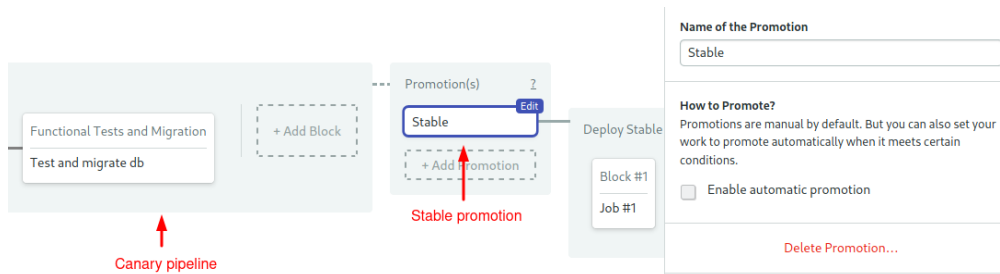 Functional Tests and Migration
Test and migrate db
+ Add Block
Canary pipeline
Promotion(s) ?
Edit
Stable
+ Add Promotion
Stable promotion
Deploy Stable
Block #1
Job #1
Name of the Promotion
Stable
How to Promote?
Promotions are manual by default. But you can also set your
work to promote automatically when it meets certain
conditions.
Enable automatic promotion
Delete Promotion...